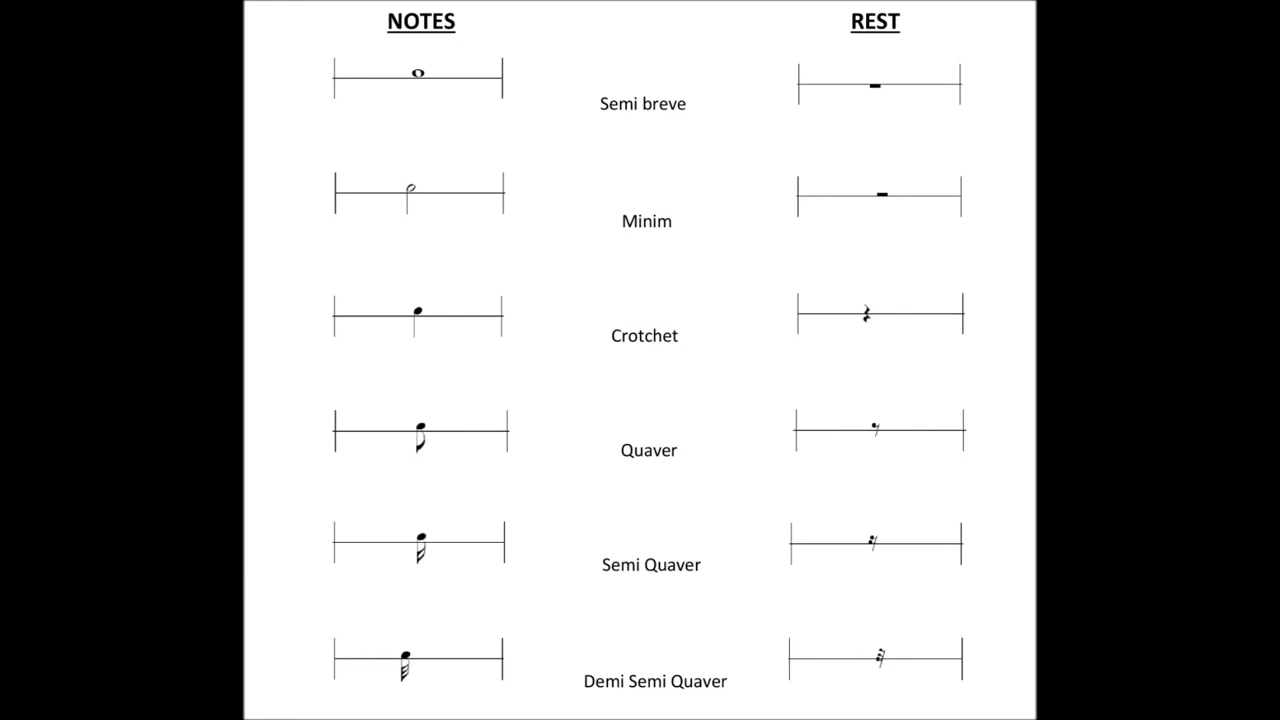 NOTES
REST
Semi breve
Minim
Crotchet
Quaver
Semi Quaver
Demi Semi Quaver